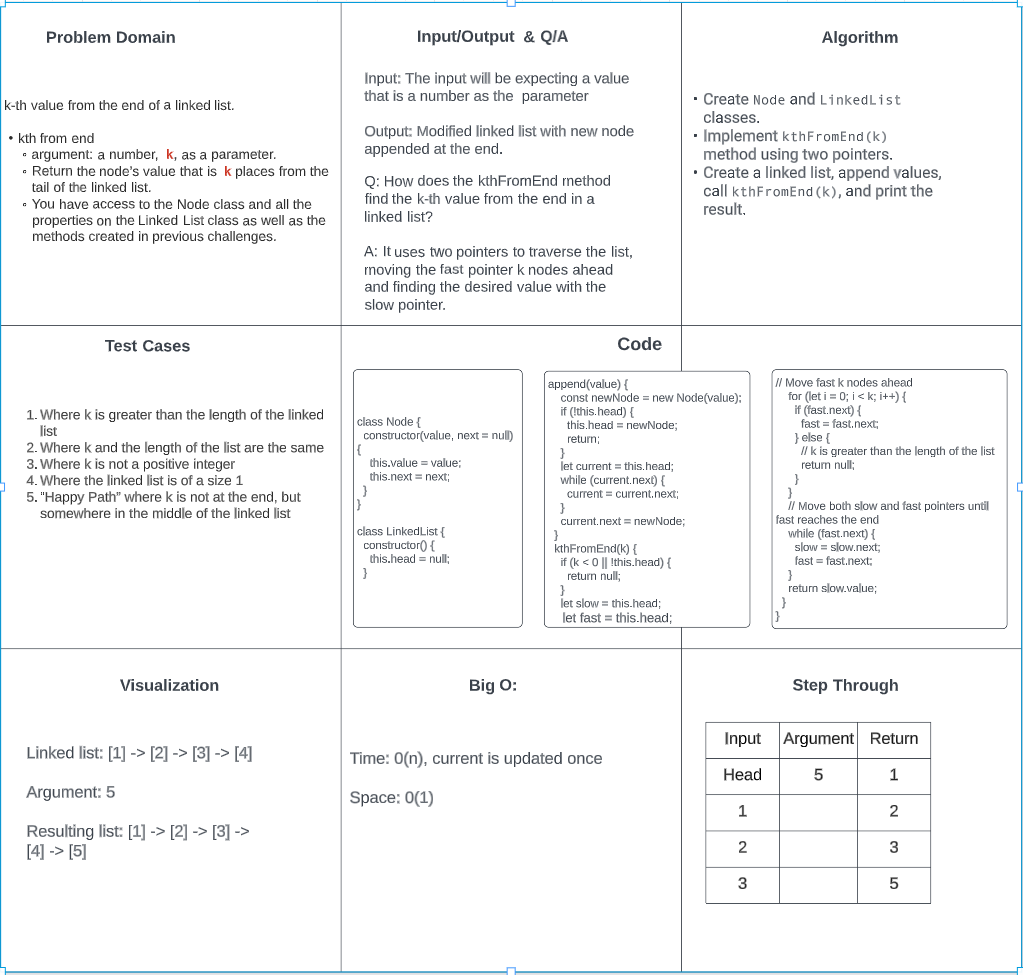 Problem Domain
k-th value from the end of a linked list.
• kth from end
◦ argument: a number, k, as a parameter.
◦ Return the node's value that is k places from the
tail of the linked list.
◦ You have access to the Node class and all the
properties on the Linked List class as well as the
methods created in previous challenges.
Input/Output & Q/A
Input: The input will be expecting a value
that is a number as the parameter
Output: Modified linked list with new node
appended at the end.
Q: How does the kthFromEnd method
find the k-th value from the end in a
linked list?
A: It uses two pointers to traverse the list,
moving the fast pointer k nodes ahead
and finding the desired value with the
slow pointer.
Algorithm
• Create Node and LinkedList
classes.
• Implement kthFromEnd(k)
method using two pointers.
• Create a linked list, append values,
call kthFromEnd(k), and print the
result.
Test Cases
1. Where k is greater than the length of the linked
list
2. Where k and the length of the list are the same
3. Where k is not a positive integer
4. Where the linked list is of a size 1
5. “Happy Path” where k is not at the end, but
somewhere in the middle of the linked list
Code
class Node {
constructor(value, next = null)
{
this.value = value;
this.next = next;
}
}
class LinkedList {
constructor() {
this.head = null;
}
append(value) {
const newNode = new Node(value);
if (!this.head) {
this.head = newNode;
return;
}
let current = this.head;
while (current.next) {
current = current.next;
}
current.next = newNode;
}
kthFromEnd(k) {
if (k < 0 || !this.head) {
return null;
}
let slow = this.head;
let fast = this.head;
// Move fast k nodes ahead
for (let i = 0; i < k; i++) {
if (fast.next) {
fast = fast.next;
} else {
// k is greater than the length of the list
return null;
}
}
// Move both slow and fast pointers until
fast reaches the end
while (fast.next) {
slow = slow.next;
fast = fast.next;
}
return slow.value;
}
}
Visualization
Linked list: [1] -> [2] -> [3] -> [4]
Argument: 5
Resulting list: [1] -> [2] -> [3] ->
[4] -> [5]
Big O:
Time: 0(n), current is updated once
Space: 0(1)
Step Through
Input Argument Return
Head 5 1
1 2
2 3
3 5